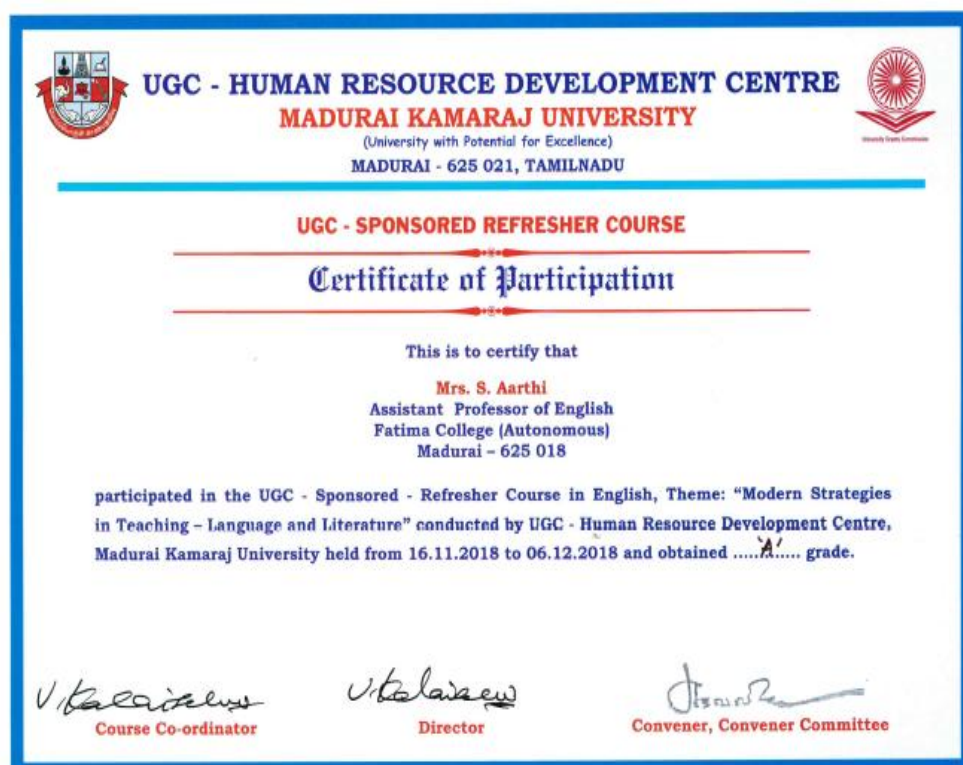 UGC - HUMAN RESOURCE DEVELOPMENT CENTRE
MADURAI KAMARAJ UNIVERSITY
(University with Potential for Excellence)
MADURAI - 625 021, TAMILNADU
University Grants Commission
UGC - SPONSORED REFRESHER COURSE
Certificate of Participation
This is to certify that
Mrs. S. Aarthi
Assistant Professor of English
Fatima College (Autonomous)
Madurai – 625 018
participated in the UGC - Sponsored - Refresher Course in English, Theme: “Modern Strategies
in Teaching – Language and Literature” conducted by UGC - Human Resource Development Centre,
Madurai Kamaraj University held from 16.11.2018 to 06.12.2018 and obtained ......'A'...... grade.
Course Co-ordinator
Director
Convener, Convener Committee